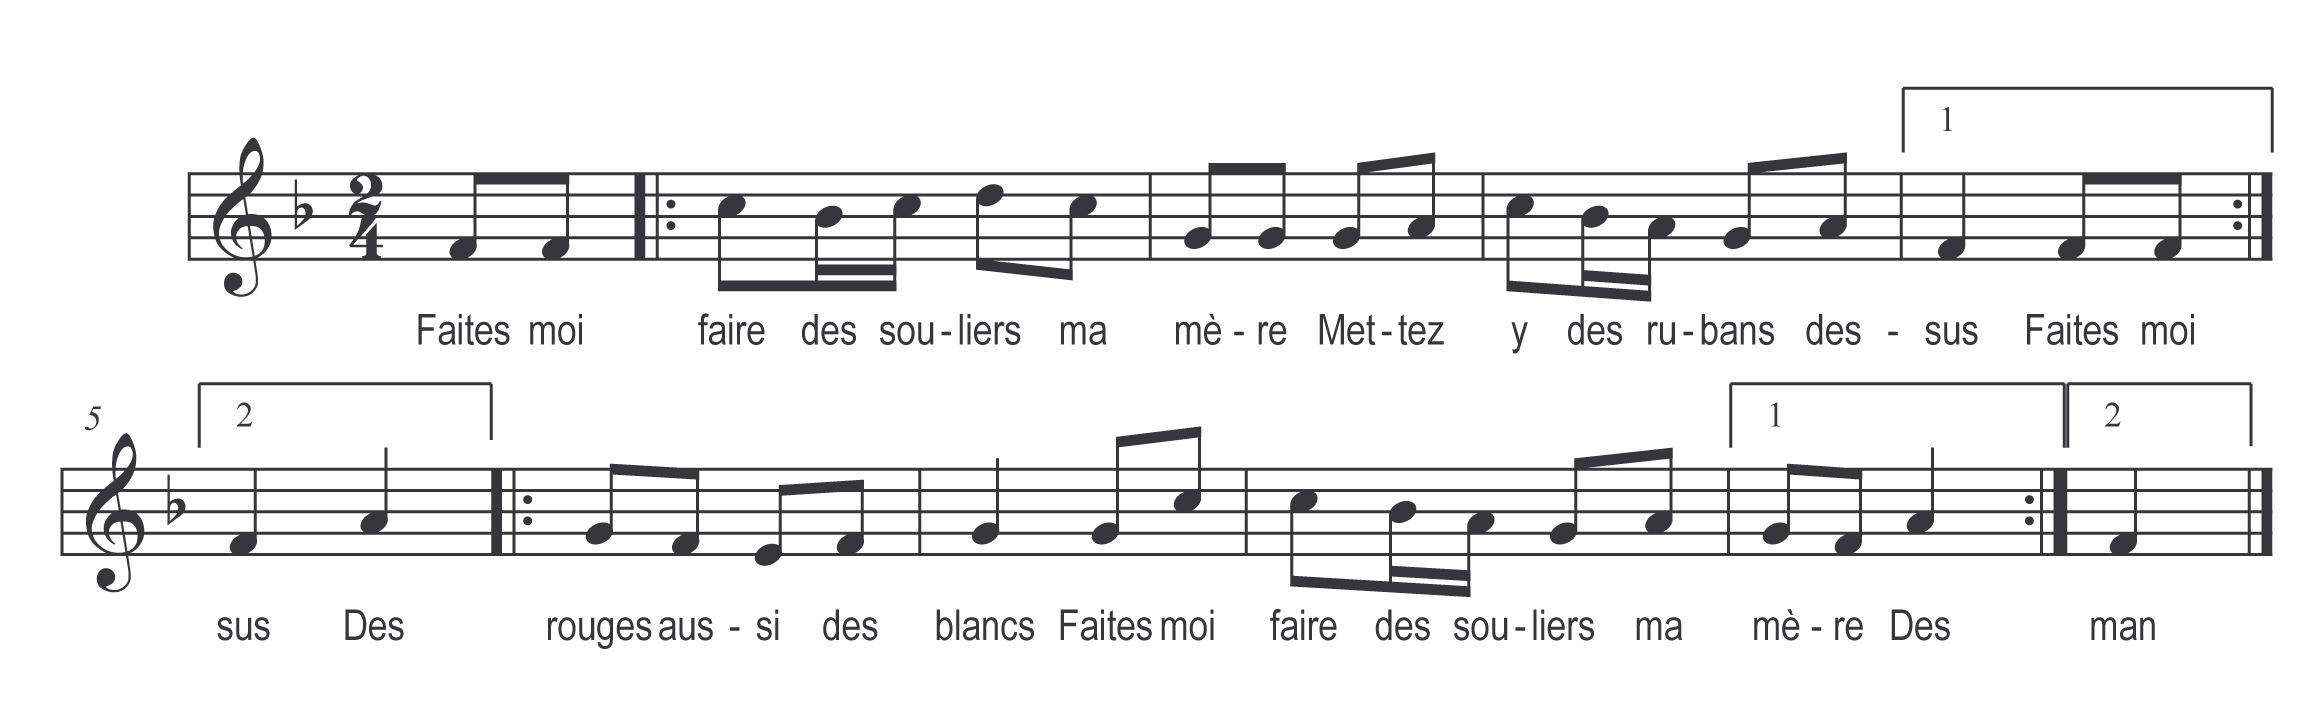 1
Faites moi faire des sou-liers ma mè-re Met-tez y des ru-bans des-sus Faites moi
5 2 1 2
sus Des rouges aus-si des blancs Faites moi faire des sou-liers ma mè-re Des man